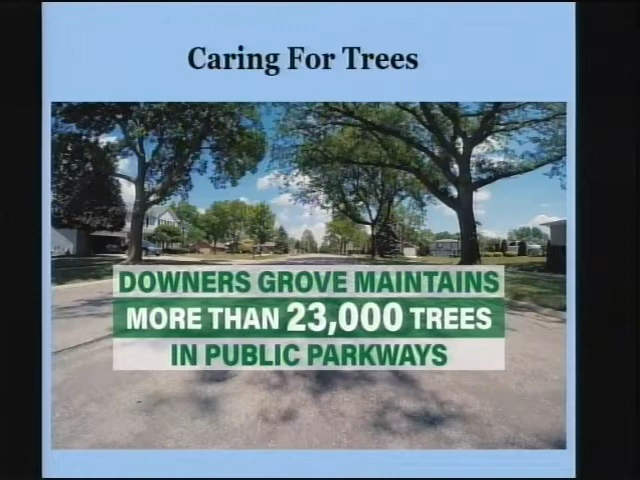 Caring For Trees
DOWNERS GROVE MAINTAINS
MORE THAN 23,000 TREES
IN PUBLIC PARKWAYS